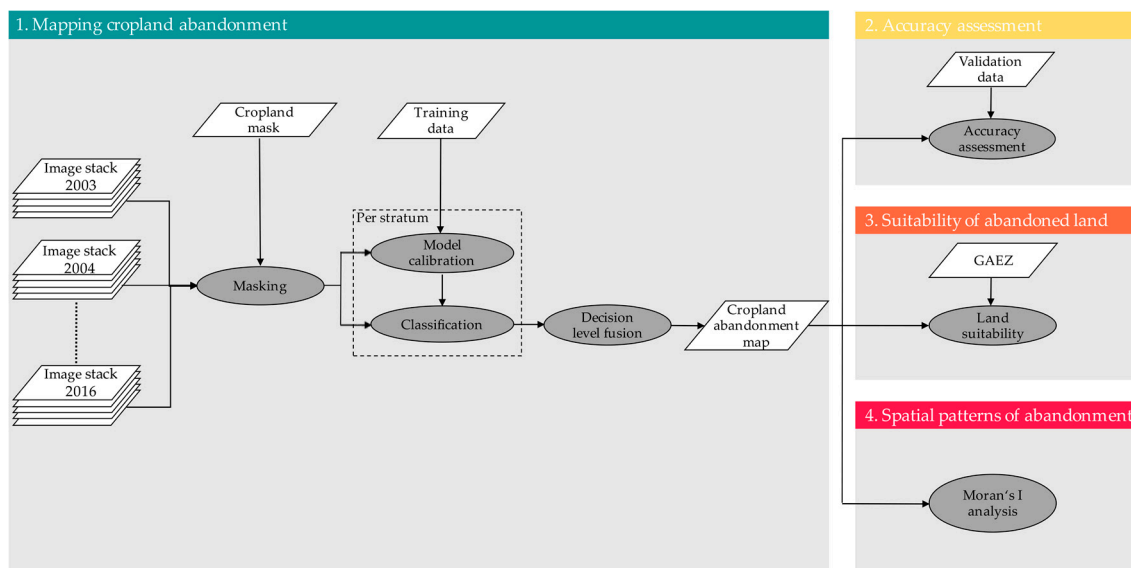 1. Mapping cropland abandonment
Cropland
mask
Training
data
Image stack
2003
Image stack
2004
Image stack
2016
Masking
Per stratum
Model
calibration
Classification
Decision
level fusion
Cropland
abandonment
map
2. Accuracy assessment
Validation
data
Accuracy
assessment
3. Suitability of abandoned land
GAEZ
Land
suitability
4. Spatial patterns of abandonment
Moran's I
analysis